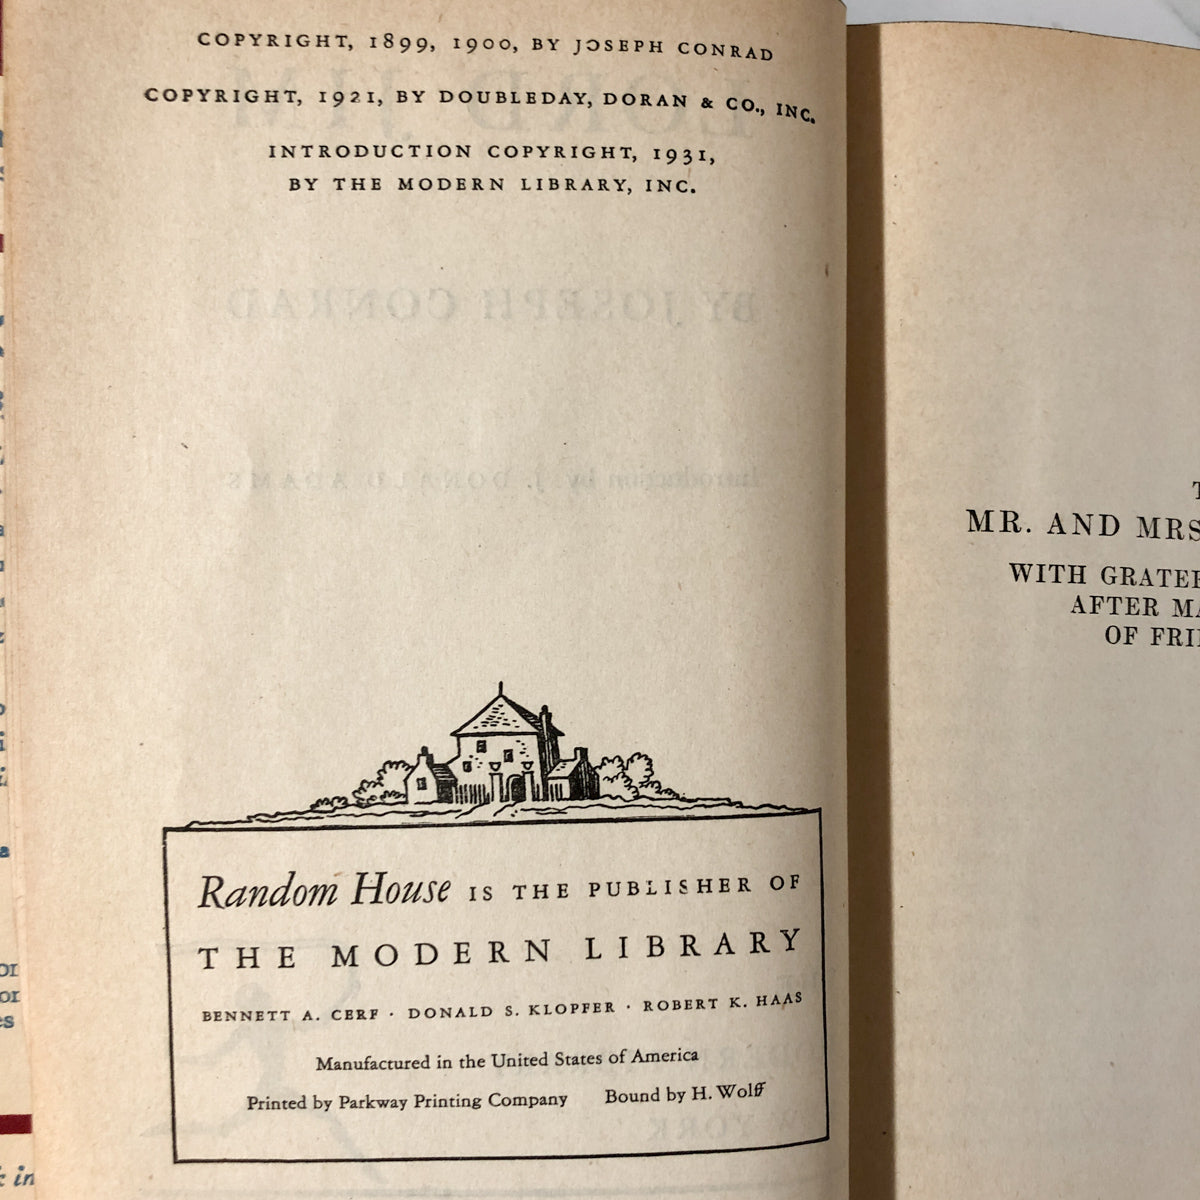 COPYRIGHT, 1899, 1900, BY JOSEPH CONRAD
COPYRIGHT, 1921, BY DOUBLEDAY, DORAN & CO., INC.
INTRODUCTION COPYRIGHT, 1931,
BY THE MODERN LIBRARY, INC.
Random House IS THE PUBLISHER OF
THE MODERN LIBRARY
BENNETT A. CERF · DONALD S. KLOPFER · ROBERT K. HAAS
Manufactured in the United States of America
Printed by Parkway Printing Company Bound by H. Wolff
MR. AND MRS
WITH GRATE
AFTER MA
OF FRI